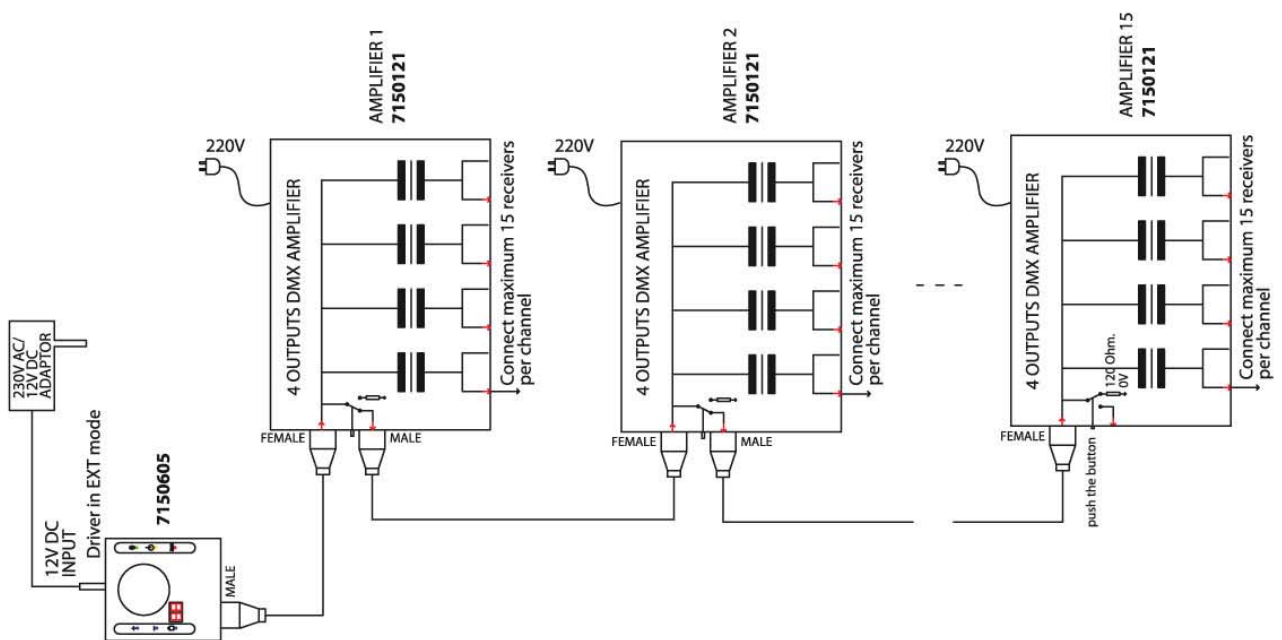 230V AC/
12V DC
ADAPTOR
12V DC
INPUT
Driver in EXT mode
7150605
MALE
AMPLIFIER 1
7150121
220V
4 OUTPUTS DMX AMPLIFIER
Connect maximum 15 receivers
per channel
FEMALE
MALE
AMPLIFIER 2
7150121
220V
4 OUTPUTS DMX AMPLIFIER
Connect maximum 15 receivers
per channel
FEMALE
MALE
AMPLIFIER 15
7150121
220V
4 OUTPUTS DMX AMPLIFIER
120 Ohm.
0V
Connect maximum 15 receivers
per channel
FEMALE
push the button